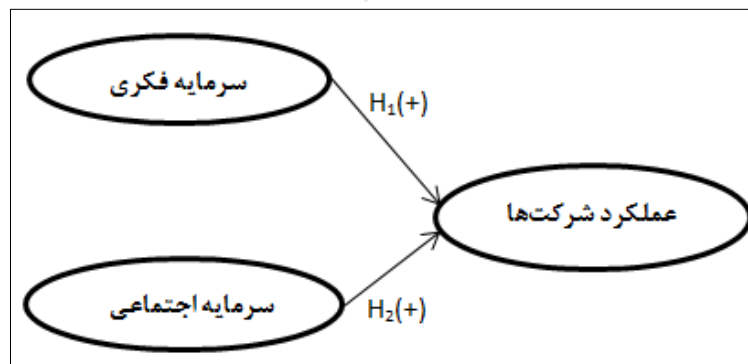 سرمایه فکری
H₁(+)
عملکرد شرکت‌ها
سرمایه اجتماعی
H₂(+)